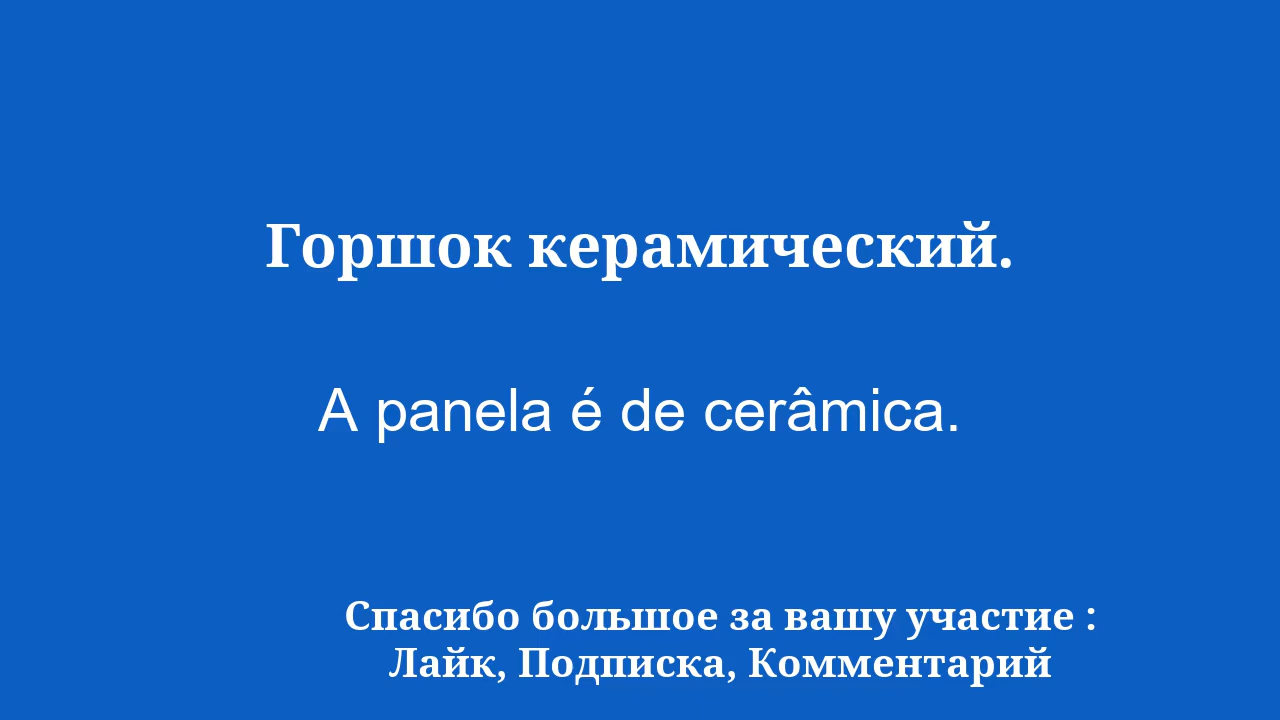 Горшок керамический.
A panela é de cerâmica.
Спасибо большое за вашу участие :
Лайк, Подписка, Комментарий